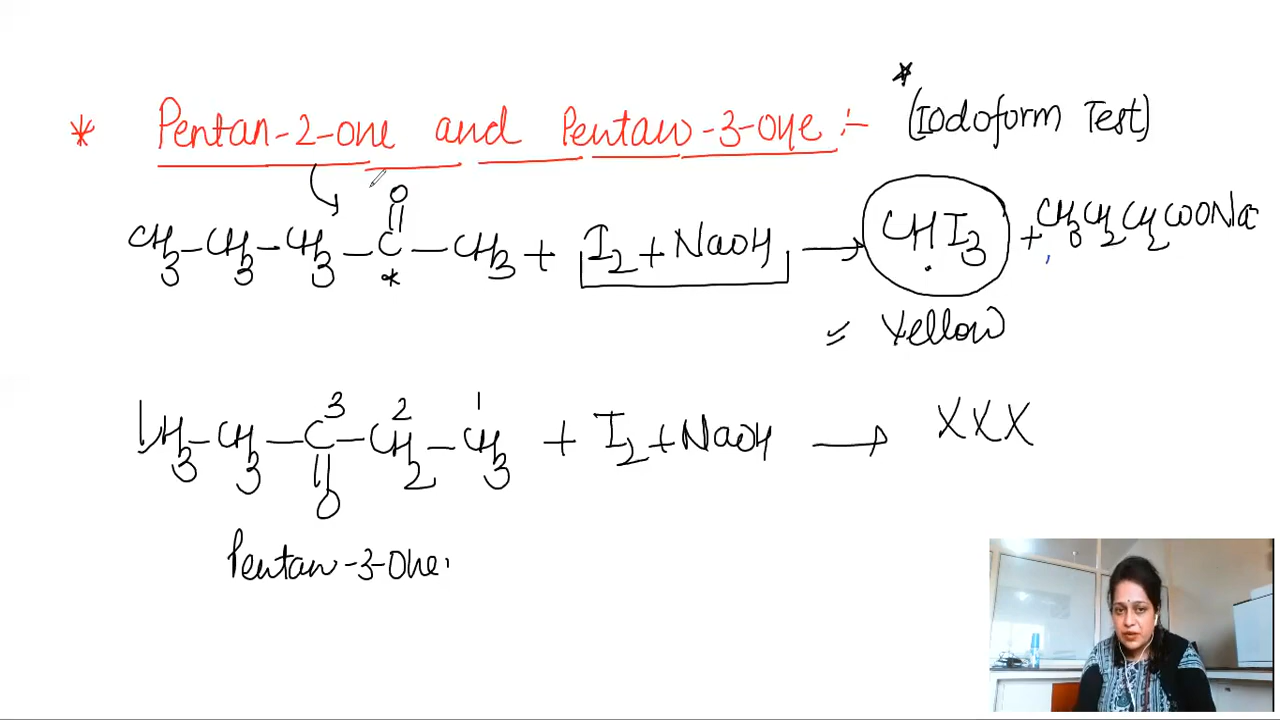 * Pentan-2-one and Pentan-3-one :- * (Iodoform Test)
O
CH3-CH3-CH3-C-CH3 + I2 + NaOH → CHI3 + CH3CH2CH2COONa
*
Yellow
3 2 1
CH3-CH3-C-CH2-CH3 + I2 + NaOH → XXX
O
Pentan-3-One